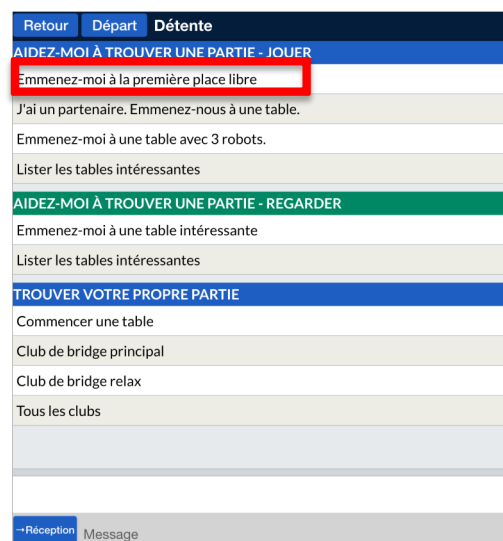 Retour Départ Détente
AIDEZ-MOI À TROUVER UNE PARTIE - JOUER
Emmenez-moi à la première place libre
J'ai un partenaire. Emmenez-nous à une table.
Emmenez-moi à une table avec 3 robots.
Lister les tables intéressantes
AIDEZ-MOI À TROUVER UNE PARTIE - REGARDER
Emmenez-moi à une table intéressante
Lister les tables intéressantes
TROUVER VOTRE PROPRE PARTIE
Commencer une table
Club de bridge principal
Club de bridge relax
Tous les clubs
→Réception Message